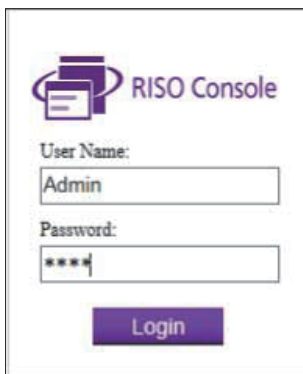 RISO Console
User Name:
Admin
Password:
****
Login